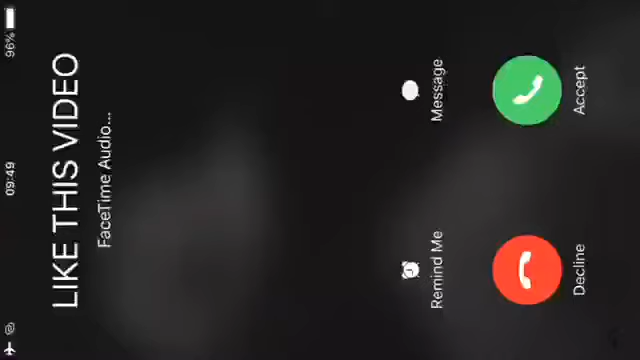 09:49
96%
LIKE THIS VIDEO
FaceTime Audio...
Remind Me
Message
Decline
Accept